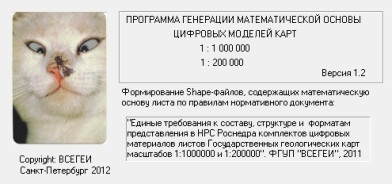 ПРОГРАММА ГЕНЕРАЦИИ МАТЕМАТИЧЕСКОЙ ОСНОВЫ
ЦИФРОВЫХ МОДЕЛЕЙ КАРТ
1 : 1 000 000
1 : 200 000
Версия 1.2
Формирование Shape-файлов, содержащих математическую
основу листа по правилам нормативного документа:
"Единые требования к составу, структуре и форматам
представления в НРС Роснедра комплектов цифровых
материалов листов Государственных геологических карт
масштабов 1:1000000 и 1:200000". ФГУП "ВСЕГЕИ", 2011
Copyright: ВСЕГЕИ
Санкт-Петербург 2012